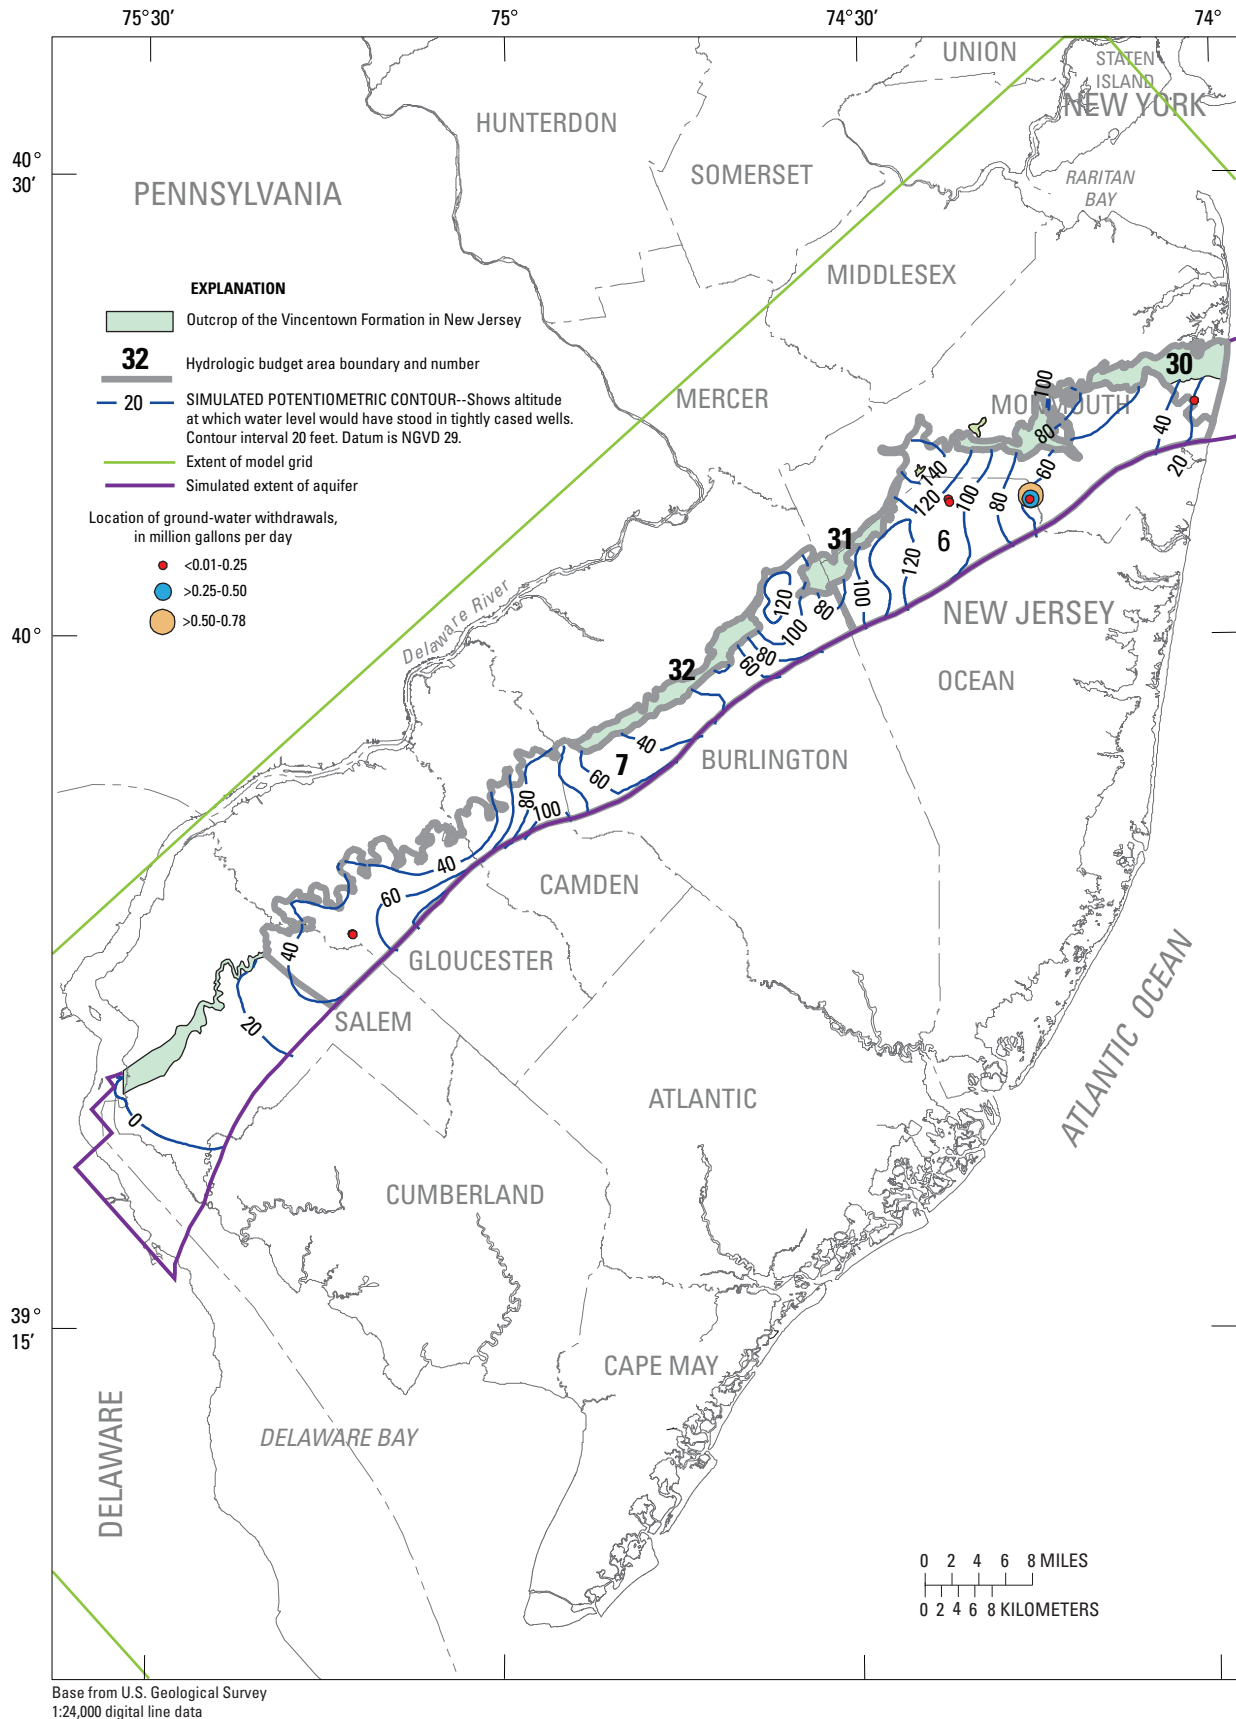 75°30'
75°
74°30'
74°
UNION
STATEN
ISLAND
NEW YORK
HUNTERDON
SOMERSET
40°
30'
PENNSYLVANIA
RARITAN
BAY
MIDDLESEX
EXPLANATION
Outcrop of the Vincentown Formation in New Jersey
32
Hydrologic budget area boundary and number
20
SIMULATED POTENTIOMETRIC CONTOUR--Shows altitude
at which water level would have stood in tightly cased wells.
Contour interval 20 feet. Datum is NGVD 29.
Extent of model grid
Simulated extent of aquifer
Location of ground-water withdrawals,
in million gallons per day
<0.01-0.25
>0.25-0.50
>0.50-0.78
MERCER
30
100
MONMOUTH
80
40
20
60
140
120
100
80
31
6
120
Delaware River
120
80
100
100
NEW JERSEY
40°
60
80
32
OCEAN
40
7
60
BURLINGTON
80
100
40
60
CAMDEN
40
GLOUCESTER
20
SALEM
0
ATLANTIC
ATLANTIC OCEAN
CUMBERLAND
39°
15'
CAPE MAY
DELAWARE
DELAWARE BAY
0 2 4 6 8 MILES
0 2 4 6 8 KILOMETERS
Base from U.S. Geological Survey
1:24,000 digital line data